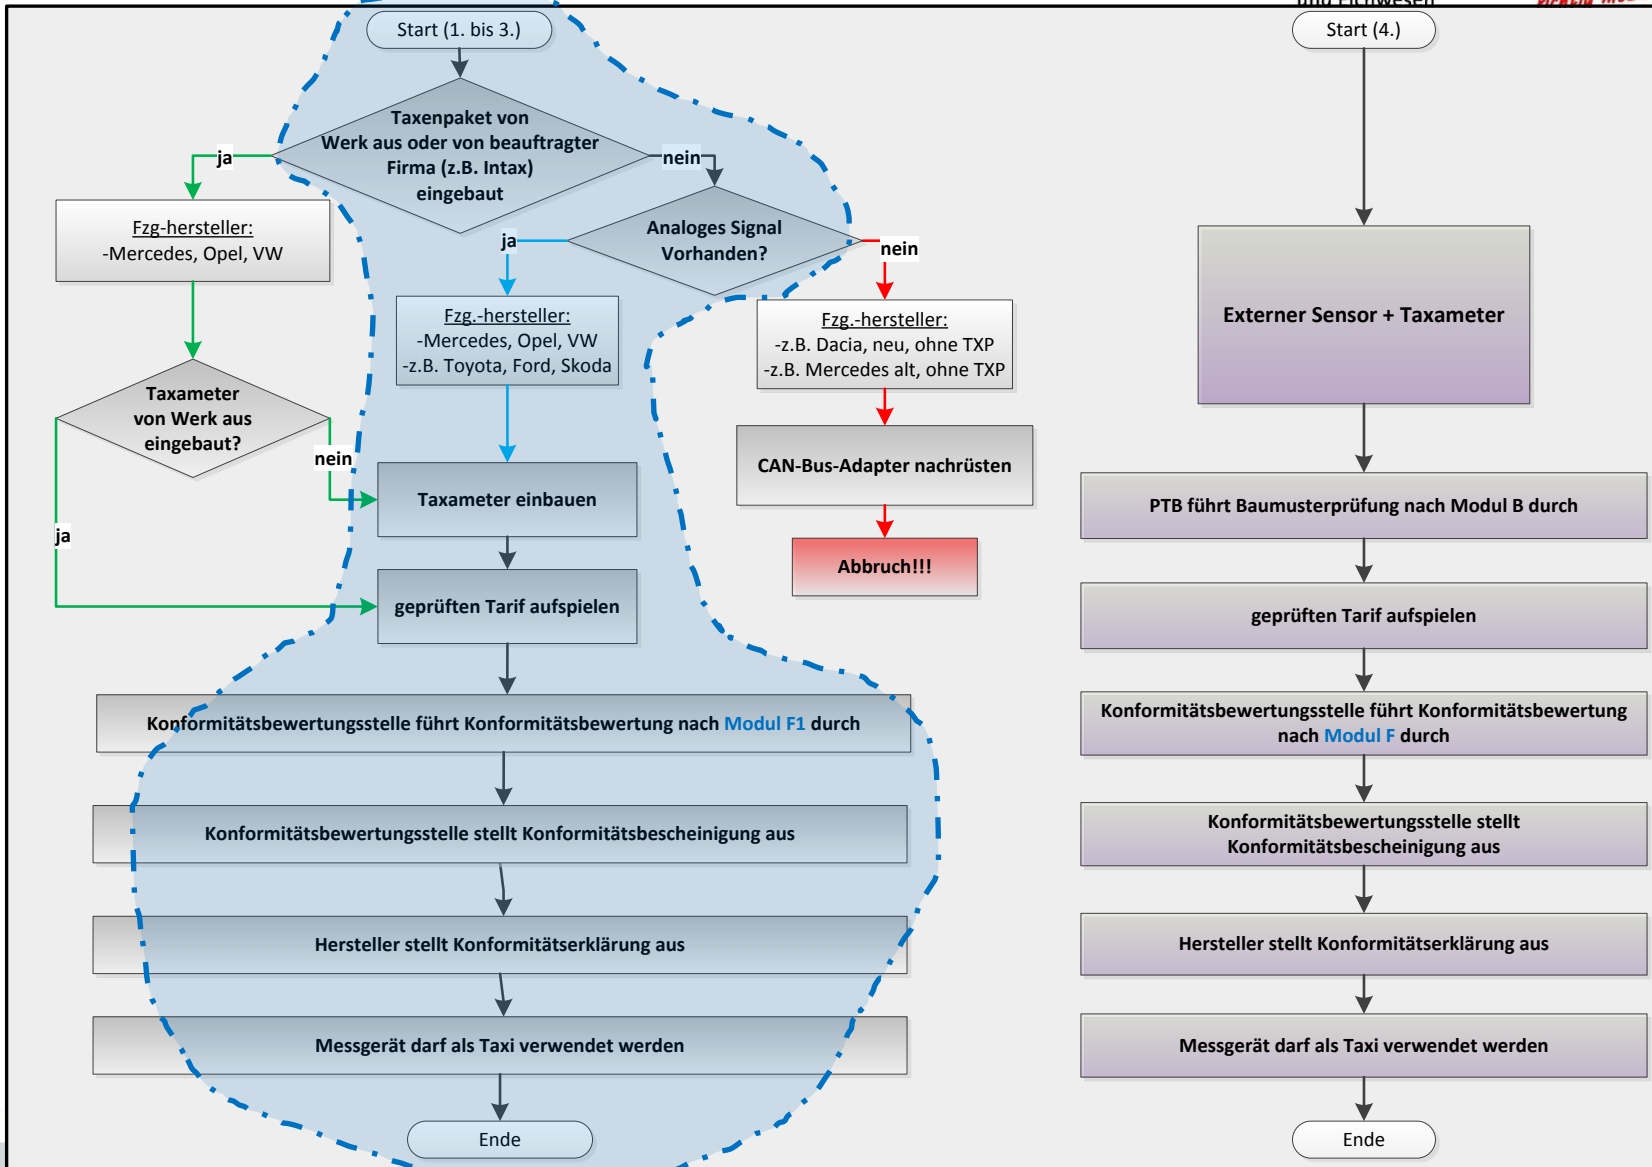 und Eichwesen
Start (1. bis 3.)
Taxenpaket von
Werk aus oder von beauftragter
Firma (z.B. Intax)
eingebaut
ja
nein
Fzg-hersteller:
-Mercedes, Opel, VW
Analoges Signal
Vorhanden?
ja
nein
Fzg.-hersteller:
-Mercedes, Opel, VW
-z.B. Toyota, Ford, Skoda
Fzg.-hersteller:
-z.B. Dacia, neu, ohne TXP
-z.B. Mercedes alt, ohne TXP
Taxameter
von Werk aus
eingebaut?
nein
ja
CAN-Bus-Adapter nachrüsten
Abbruch!!!
Taxameter einbauen
geprüften Tarif aufspielen
Konformitätsbewertungsstelle führt Konformitätsbewertung nach Modul F1 durch
Konformitätsbewertungsstelle stellt Konformitätsbescheinigung aus
Hersteller stellt Konformitätserklärung aus
Messgerät darf als Taxi verwendet werden
Ende
Start (4.)
Externer Sensor + Taxameter
PTB führt Baumusterprüfung nach Modul B durch
geprüften Tarif aufspielen
Konformitätsbewertungsstelle führt Konformitätsbewertung
nach Modul F durch
Konformitätsbewertungsstelle stellt
Konformitätsbescheinigung aus
Hersteller stellt Konformitätserklärung aus
Messgerät darf als Taxi verwendet werden
Ende